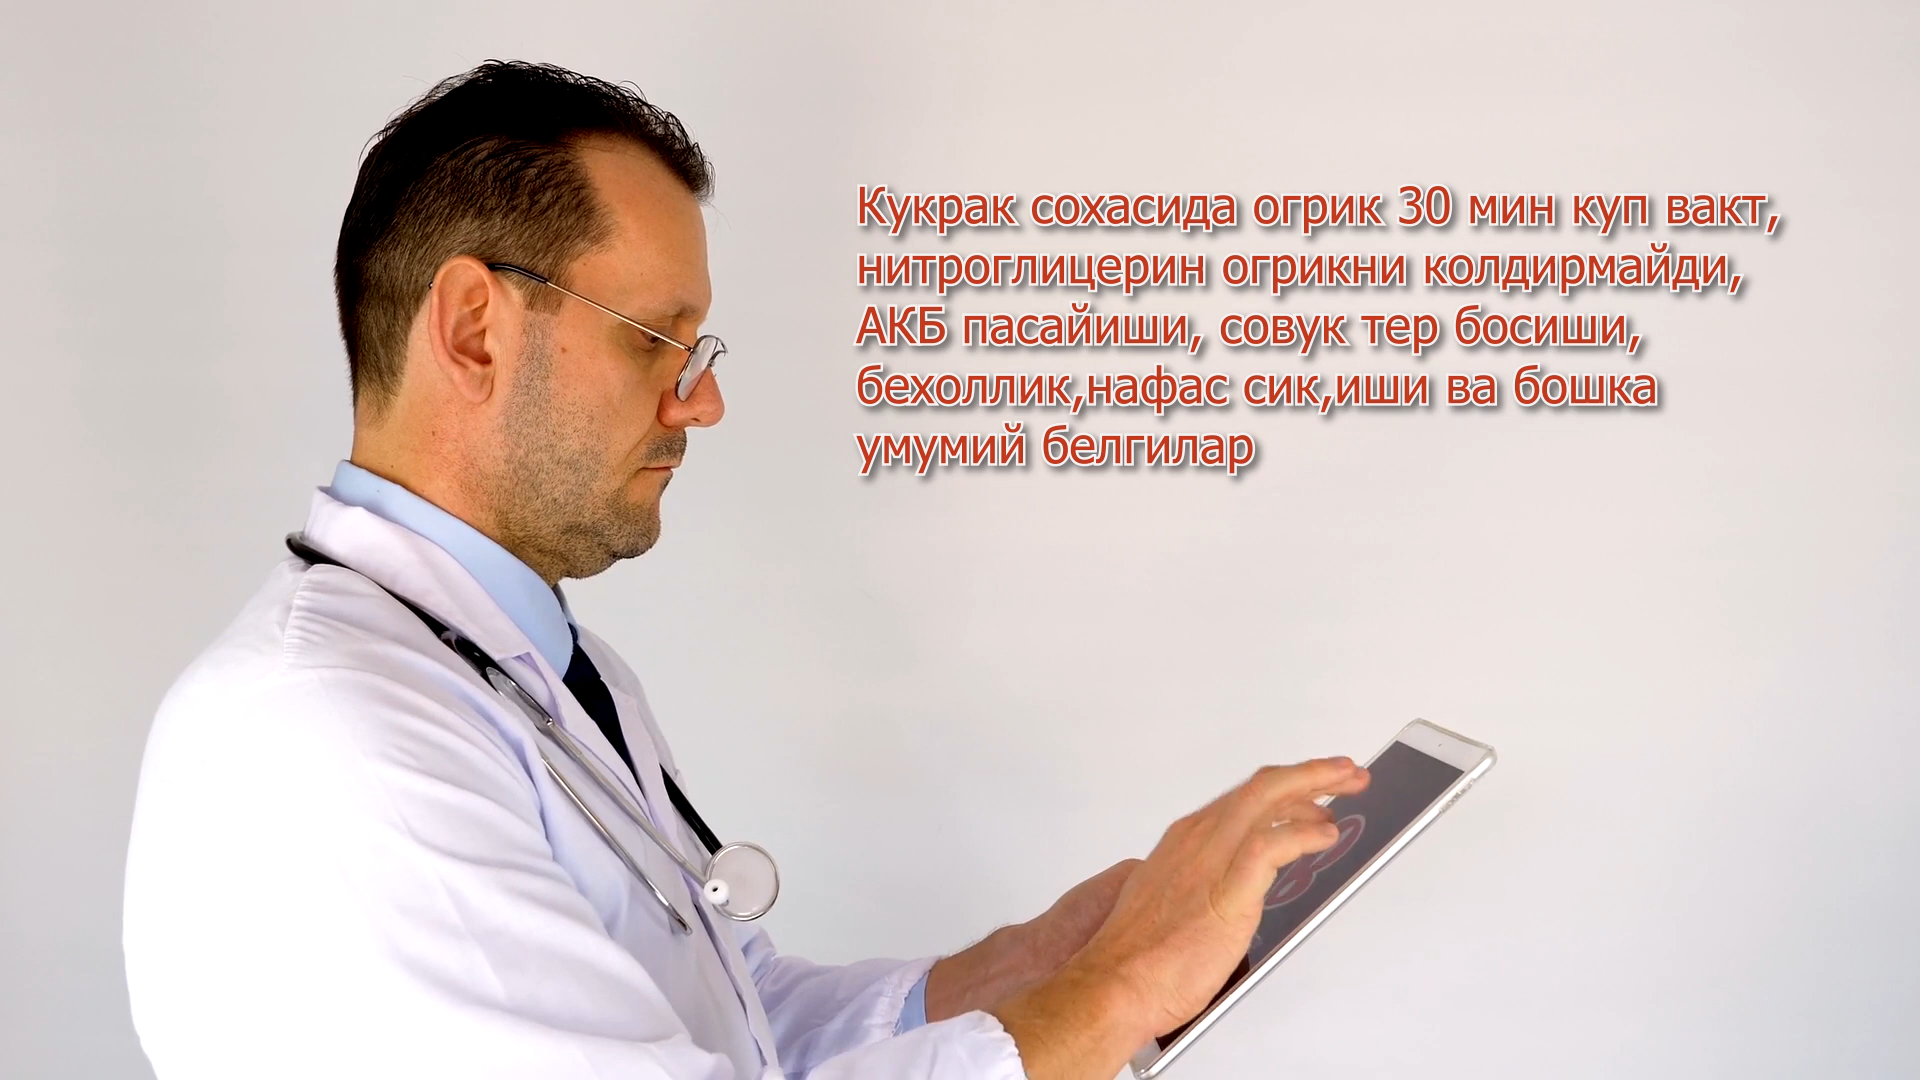 Кукрак сохасида огрик 30 мин куп вакт,
нитроглицерин огрикни колдирмайди,
АКБ пасайиши, совук тер босиши,
бехоллик,нафас сик,иши ва бошка
умумий белгилар